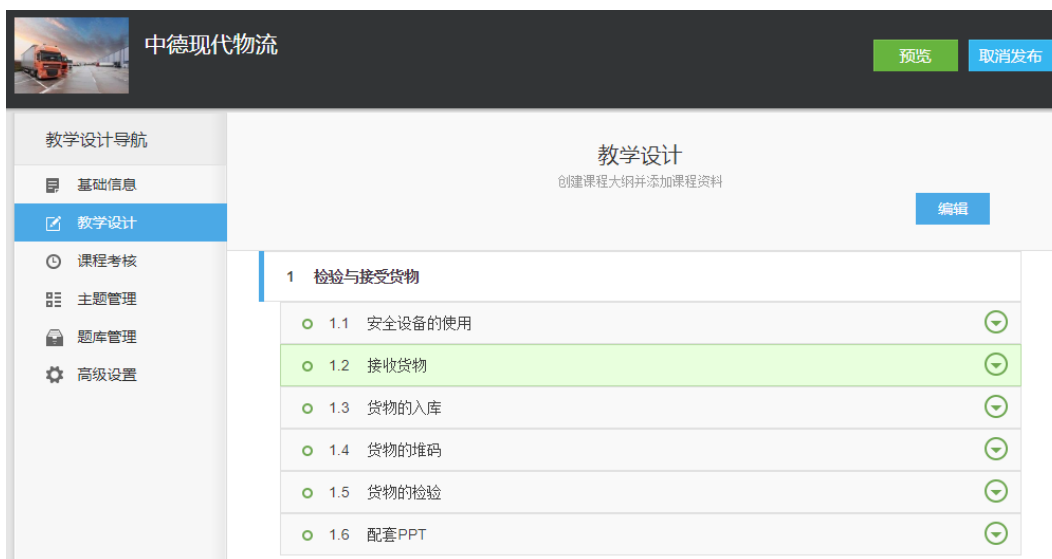 中德现代物流
预览
取消发布
教学设计导航
基础信息
教学设计
课程考核
主题管理
题库管理
高级设置
教学设计
创建课程大纲并添加课程资料
编辑
1 检验与接受货物
1.1 安全设备的使用
1.2 接收货物
1.3 货物的入库
1.4 货物的堆码
1.5 货物的检验
1.6 配套PPT